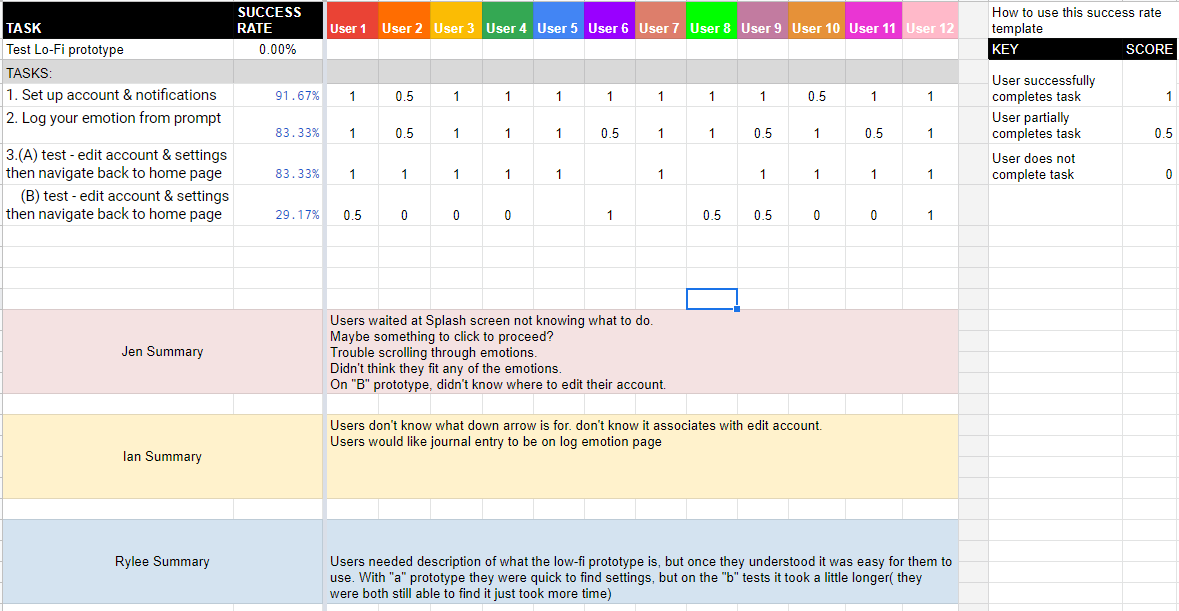 TASK SUCCESS RATE User 1 User 2 User 3 User 4 User 5 User 6 User 7 User 8 User 9 User 10 User 11 User 12
Test Lo-Fi prototype 0.00%
TASKS:
1. Set up account & notifications 91.67% 1 0.5 1 1 1 1 1 1 1 0.5 1 1
2. Log your emotion from prompt 83.33% 1 0.5 1 1 1 0.5 1 1 0.5 1 0.5 1
3.(A) test - edit account & settings
then navigate back to home page 83.33% 1 1 1 1 1 1 1 1 1 1
(B) test - edit account & settings
then navigate back to home page 29.17% 0.5 0 0 0 1 0.5 0.5 0 0 1
Jen Summary
Users waited at Splash screen not knowing what to do.
Maybe something to click to proceed?
Trouble scrolling through emotions.
Didn't think they fit any of the emotions.
On "B" prototype, didn't know where to edit their account.
Ian Summary
Users don't know what down arrow is for. don't know it associates with edit account.
Users would like journal entry to be on log emotion page
Rylee Summary
Users needed description of what the low-fi prototype is, but once they understood it was easy for them to
use. With "a" prototype they were quick to find settings, but on the "b" tests it took a little longer( they
were both still able to find it just took more time)
How to use this success rate
template
KEY SCORE
User successfully
completes task 1
User partially
completes task 0.5
User does not
complete task 0